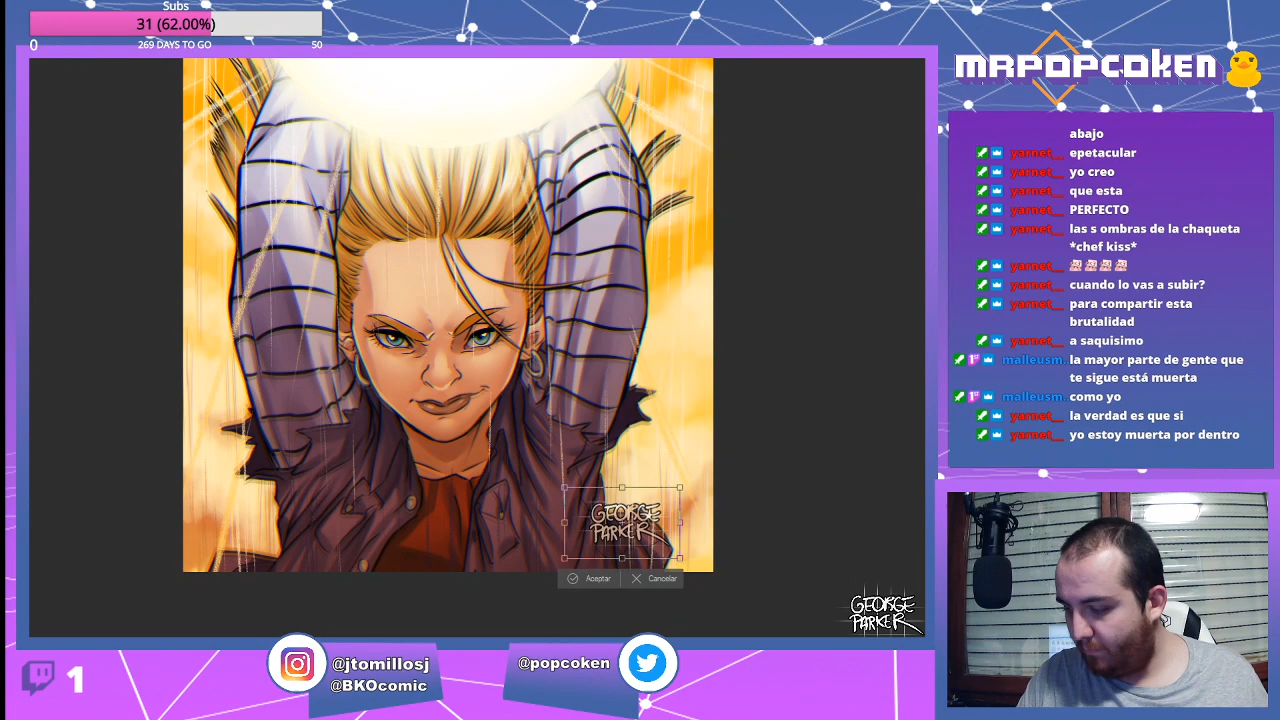 Subs
31 (62.00%)
0
269 DAYS TO GO
50
MRPOPCOKEN
abajo
yarnet__ epetacular
yarnet__ yo creo
yarnet__ que esta
yarnet__ PERFECTO
yarnet__ las s ombras de la chaqueta
*chef kiss*
yarnet__
yarnet__ cuando lo vas a subir?
yarnet__ para compartir esta
brutalidad
yarnet__ a saquisimo
malleusm.. la mayor parte de gente que
te sigue está muerta
malleusm.. como yo
yarnet__ la verdad es que si
yarnet__ yo estoy muerta por dentro
GEORGE
PARKER
Aceptar
Cancelar
GEORGE
PARKER
@jtomillosj
@BKOcomic
@popcoken
1